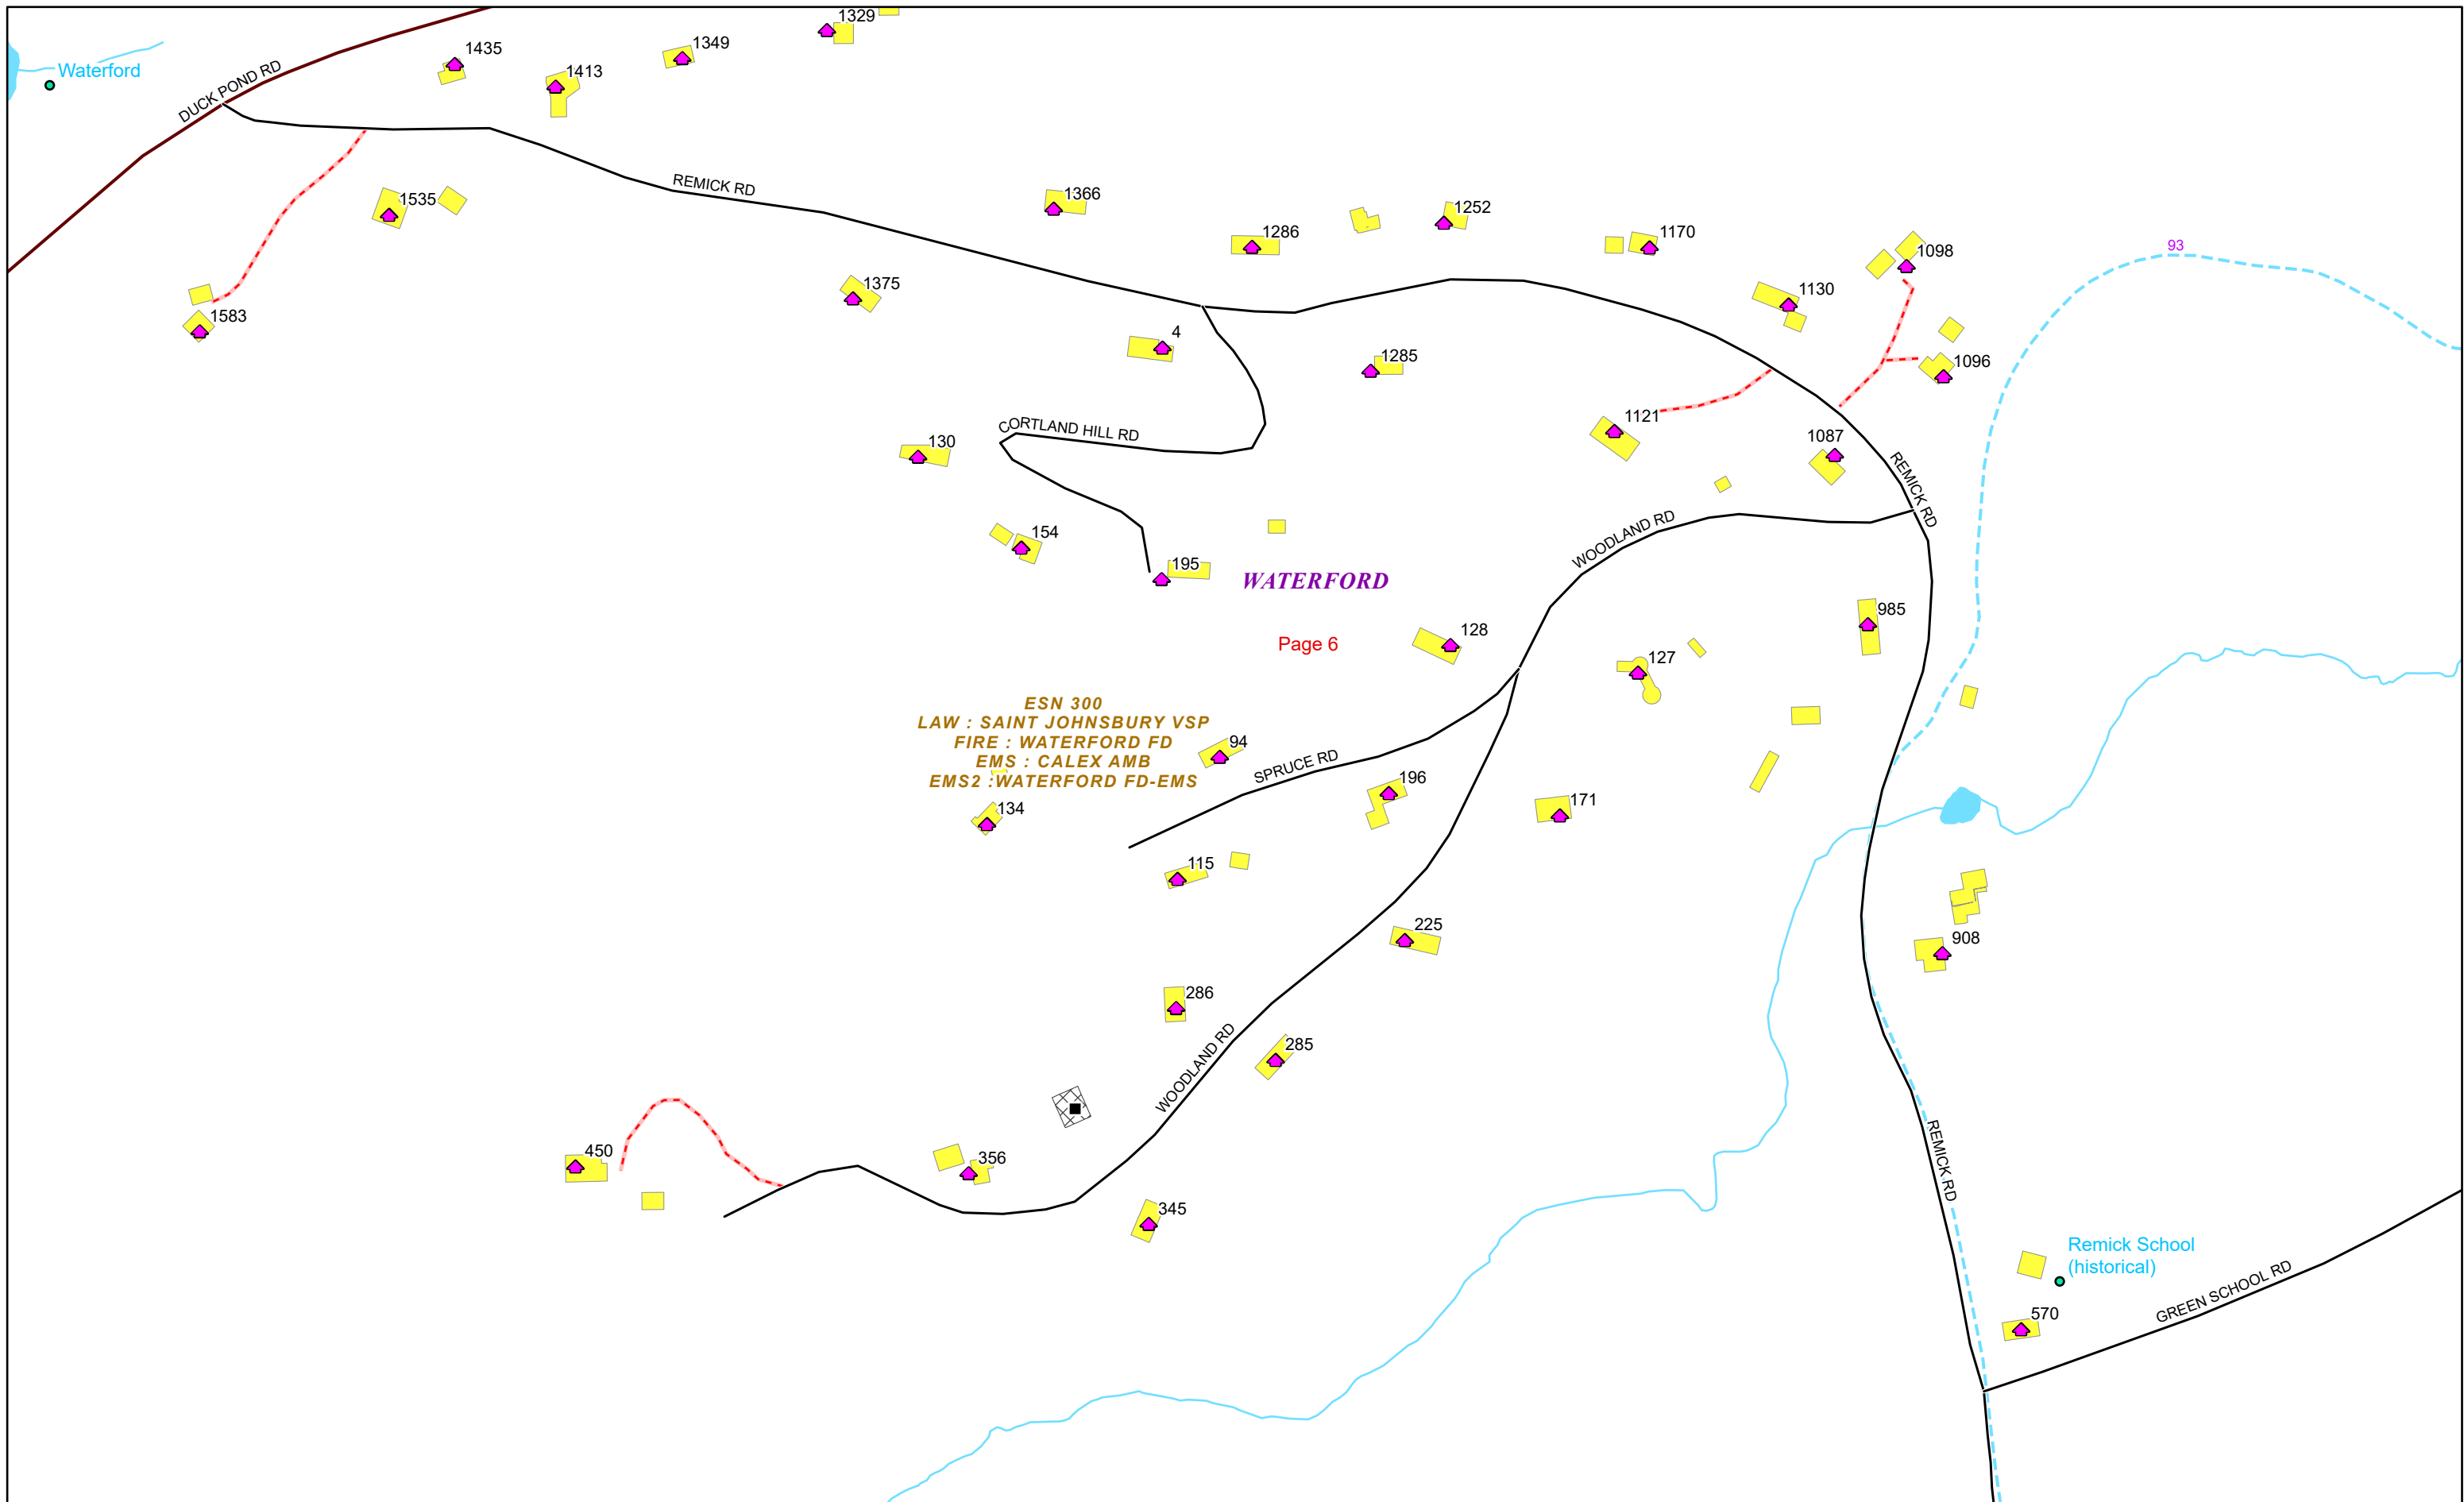 1329
1435
1349
Waterford
1413
DUCK POND RD
REMICK RD
1535
1366
1252
1286
1170
93
1098
1375
1130
1583
4
1285
1096
1121
CORTLAND HILL RD
130
1087
REMICK RD
WOODLAND RD
154
195
WATERFORD
985
128
Page 6
127
ESN 300
LAW : SAINT JOHNSBURY VSP
FIRE : WATERFORD FD
EMS : CALEX AMB
EMS2 :WATERFORD FD-EMS
94
SPRUCE RD
196
171
134
115
225
908
286
285
WOODLAND RD
450
356
REMICK RD
345
Remick School
(historical)
GREEN SCHOOL RD
570